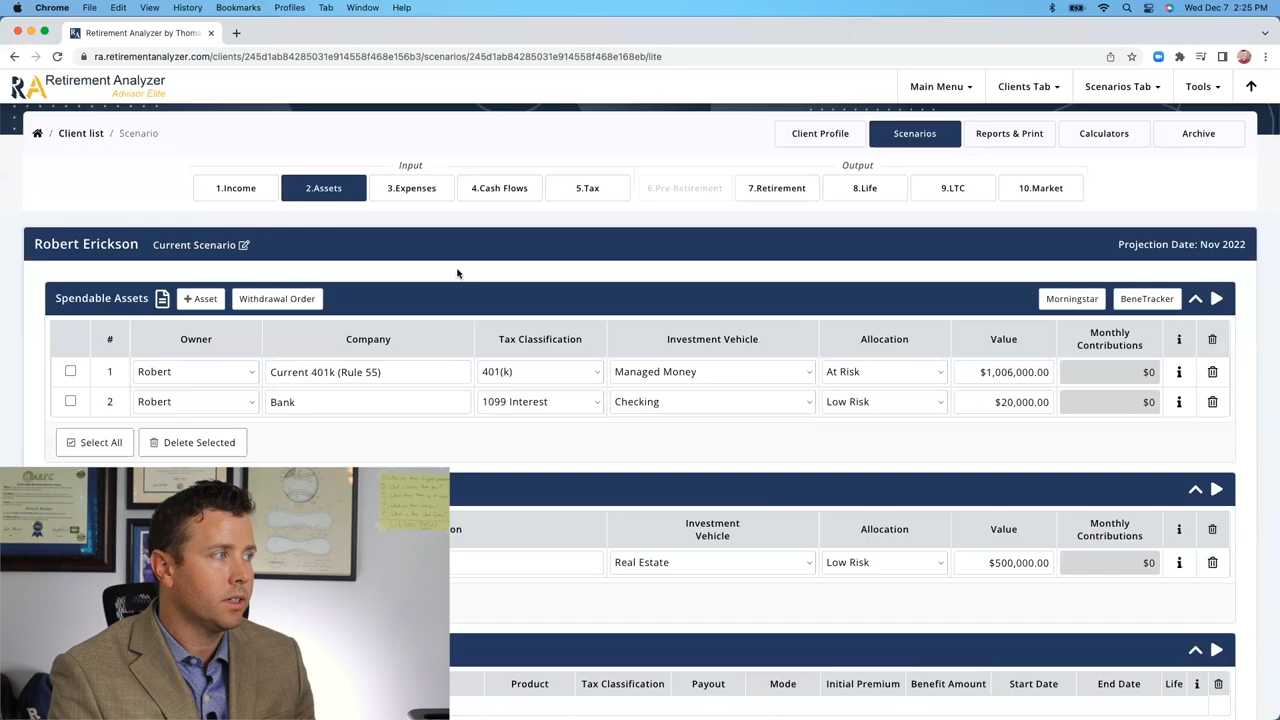 Chrome File Edit View History Bookmarks Profiles Tab Window Help Wed Dec 7 2:25 PM
Retirement Analyzer by Thoma
ra.retirementanalyzer.com/clients/245d1ab84285031e914558f468e156b3/scenarios/245d1ab84285031e914558f468e168eb/lite
RA Retirement Analyzer
Advisor Elite
Main Menu Clients Tab Scenarios Tab Tools
/ Client list / Scenario
Client Profile Scenarios Reports & Print Calculators Archive
Input Output
1.Income 2.Assets 3.Expenses 4.Cash Flows 5.Tax 6.Pre-Retirement 7.Retirement 8.Life 9.LTC 10.Market
Robert Erickson Current Scenario Projection Date: Nov 2022
Spendable Assets + Asset Withdrawal Order Morningstar BeneTracker
# Owner Company Tax Classification Investment Vehicle Allocation Value Monthly Contributions
1 Robert Current 401k (Rule 55) 401(k) Managed Money At Risk $1,006,000.00 $0
2 Robert Bank 1099 Interest Checking Low Risk $20,000.00 $0
Select All Delete Selected
on Investment Vehicle Allocation Value Monthly Contributions
Real Estate Low Risk $500,000.00 $0
Product Tax Classification Payout Mode Initial Premium Benefit Amount Start Date End Date Life